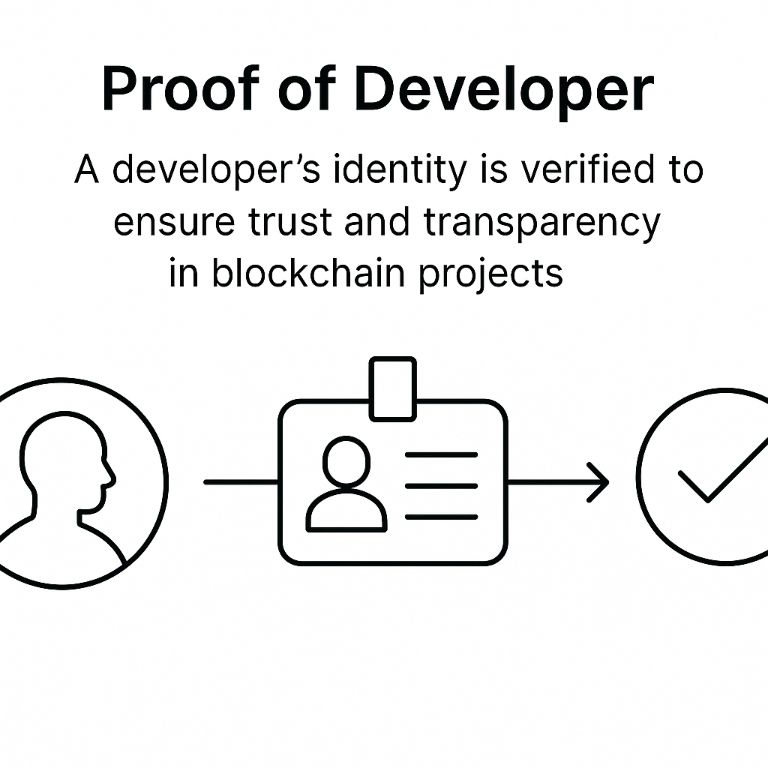 Proof of Developer
A developer’s identity is verified to
ensure trust and transparency
in blockchain projects